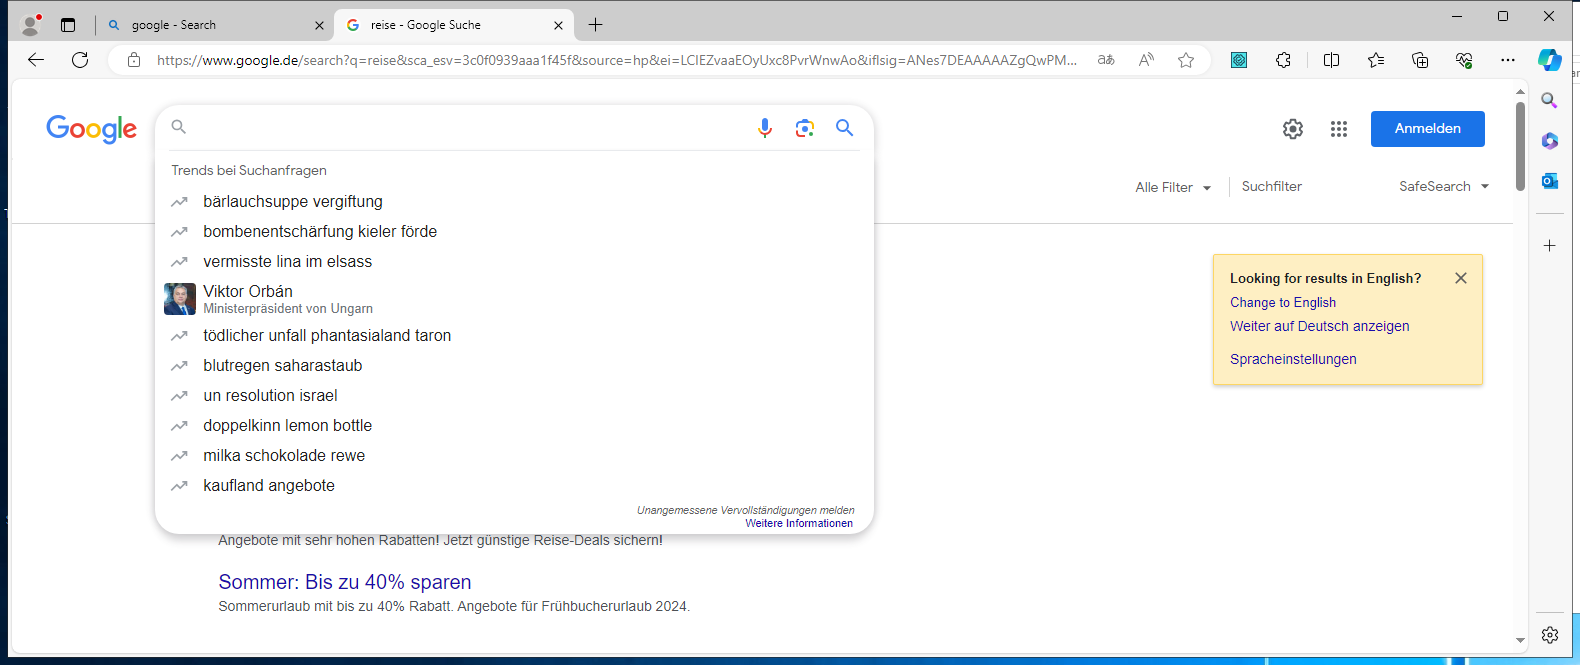 google - Search
reise - Google Suche
https://www.google.de/search?q=reise&sca_esv=3c0f0939aaa1f45f&source=hp&ei=LCIEZvaaEOyUxc8PvrWnwAo&iflsig=ANes7DEAAAAAZgQwPM...
Google
Anmelden
Trends bei Suchanfragen
Alle Filter
Suchfilter
SafeSearch
bärlauchsuppe vergiftung
bombenentschärfung kieler förde
vermisste lina im elsass
Viktor Orbán
Ministerpräsident von Ungarn
tödlicher unfall phantasialand taron
blutregen saharastaub
un resolution israel
doppelkinn lemon bottle
milka schokolade rewe
kaufland angebote
Unangemessene Vervollständigungen melden
Weitere Informationen
Looking for results in English?
Change to English
Weiter auf Deutsch anzeigen
Spracheinstellungen
Angebote mit sehr hohen Rabatten! Jetzt günstige Reise-Deals sichern!
Sommer: Bis zu 40% sparen
Sommerurlaub mit bis zu 40% Rabatt. Angebote für Frühbucherurlaub 2024.